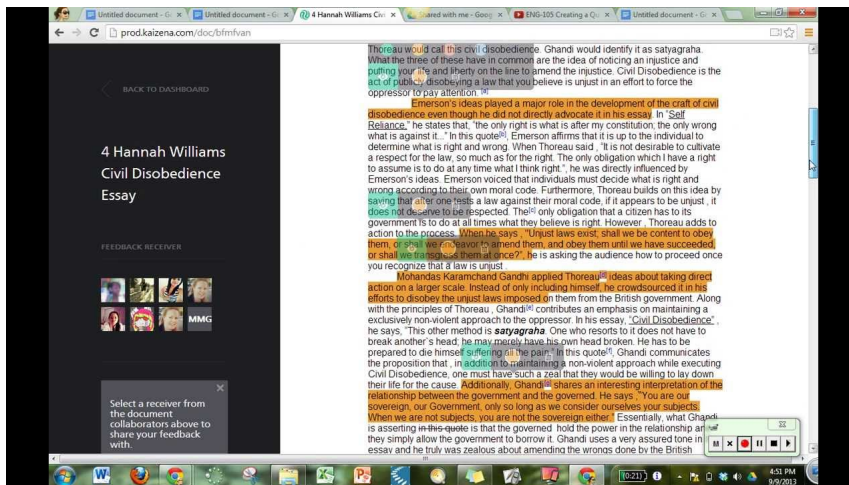 Untitled document - G
Untitled document - G
4 Hannah Williams Civi
Shared with me - Goog
ENG-105 Creating a Qu
Untitled document - G
prod.kaizena.com/doc/bfmfvan
BACK TO DASHBOARD
4 Hannah Williams
Civil Disobedience
Essay
FEEDBACK RECEIVER
MMG
Select a receiver from
the document
collaborators above to
share your feedback
with.
Thoreau would call this civil disobedience. Ghandi would identify it as satyagraha.
What the three of these have in common are the idea of noticing an injustice and
putting your life and liberty on the line to amend the injustice. Civil Disobedience is the
act of publicly disobeying a law that you believe is unjust in an effort to force the
oppressor to pay attention. [a]
Emerson's ideas played a major role in the development of the craft of civil
disobedience even though he did not directly advocate it in his essay. In "Self
Reliance," he states that, "the only right is what is after my constitution; the only wrong
what is against it..." In this quote[b], Emerson affirms that it is up to the individual to
determine what is right and wrong. When Thoreau said , "It is not desirable to cultivate
a respect for the law, so much as for the right. The only obligation which I have a right
to assume is to do at any time what I think right.", he was directly influenced by
Emerson's ideas. Emerson voiced that individuals must decide what is right and
wrong according to their own moral code. Furthermore, Thoreau builds on this idea by
saying that after one tests a law against their moral code, if it appears to be unjust , it
does not deserve to be respected. The[c] only obligation that a citizen has to its
government is to do at all times what they believe is right. However , Thoreau adds to
action to the process. When he says , "Unjust laws exist; shall we be content to obey
them, or shall we endeavor to amend them, and obey them until we have succeeded,
or shall we transgress them at once?", he is asking the audience how to proceed once
you recognize that a law is unjust .
Mohandas Karamchand Gandhi applied Thoreau[d] ideas about taking direct
action on a larger scale. Instead of only including himself, he crowdsourced it in his
efforts to disobey the unjust laws imposed on them from the British government. Along
with the principles of Thoreau , Ghandi[e] contributes an emphasis on maintaining a
exclusively non-violent approach to the oppressor. In his essay, "Civil Disobedience" ,
he says, "This other method is satyagraha. One who resorts to it does not have to
break another`s head; he may merely have his own head broken. He has to be
prepared to die himself suffering all the pain." In this quote[f], Ghandi communicates
the proposition that , in addition to maintaining a non-violent approach while executing
Civil Disobedience, one must have such a zeal that they would be willing to lay down
their life for the cause. Additionally, Ghandi[g] shares an interesting interpretation of the
relationship between the government and the governed. He says ,"You are our
sovereign, our Government, only so long as we consider ourselves your subjects.
When we are not subjects, you are not the sovereign either." Essentially, what Ghandi
is asserting in this quote is that the governed hold the power in the relationship and
they simply allow the government to borrow it. Ghandi uses a very assured tone in
essay and he truly was zealous about amending the wrongs done by the British
M
(0:21)
4:51 PM
9/9/2013